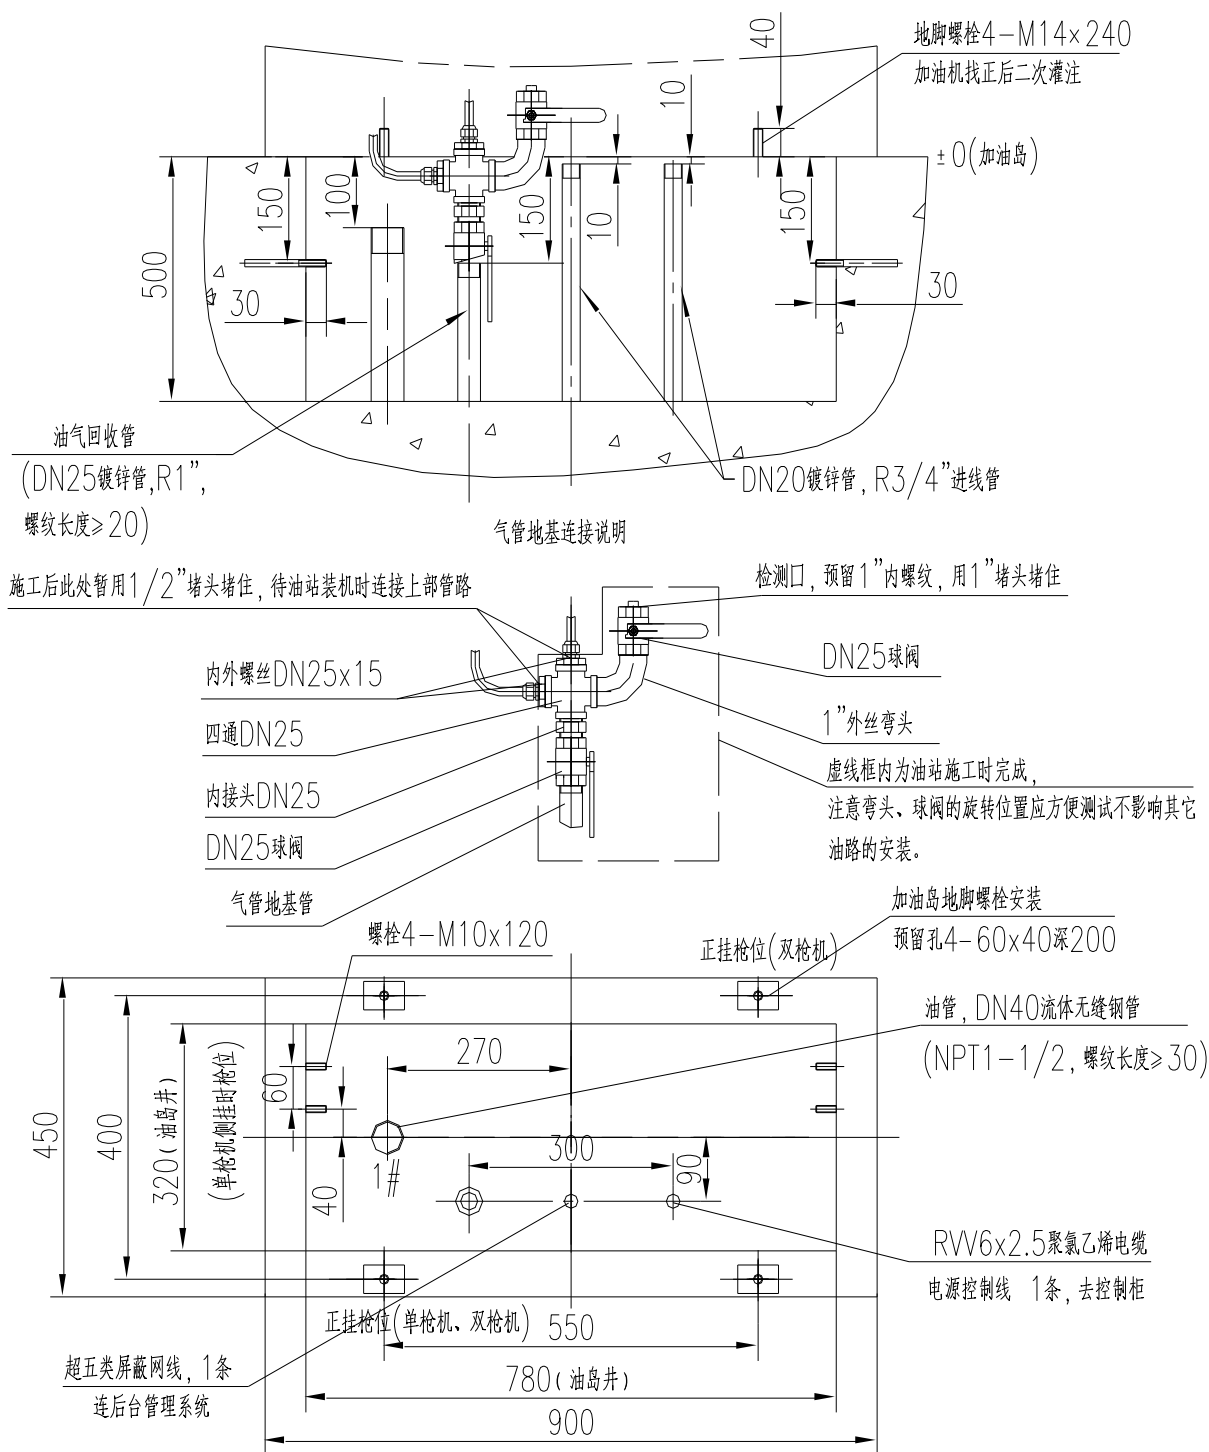 地脚螺栓4-M14×240
加油机找正后二次灌注
40
10
±0(加油岛)
150
100
150
10
150
500
30
30
油气回收管
(DN25镀锌管,R1”,
螺纹长度≥20)
DN20镀锌管, R3/4”进线管
气管地基连接说明
施工后此处暂用1/2”堵头堵住, 待油站装机时连接上部管路
检测口, 预留1”内螺纹, 用1”堵头堵住
内外螺丝DN25x15
DN25球阀
四通DN25
1”外丝弯头
内接头DN25
虚线框内为油站施工时完成,
注意弯头、球阀的旋转位置应方便测试不影响其它
油路的安装。
DN25球阀
气管地基管
加油岛地脚螺栓安装
预留孔4-60x40深200
螺栓4-M10x120
正挂枪位(双枪机)
油管, DN40流体无缝钢管
(NPT1-1/2, 螺纹长度≥30)
270
60
450
400
320(油岛井)
(单枪机侧挂时枪位)
1#
40
300
90
RVV6x2.5聚氯乙烯电缆
电源控制线 1条, 去控制柜
正挂枪位(单枪机、双枪机)
550
超五类屏蔽网线, 1条
连后台管理系统
780(油岛井)
900